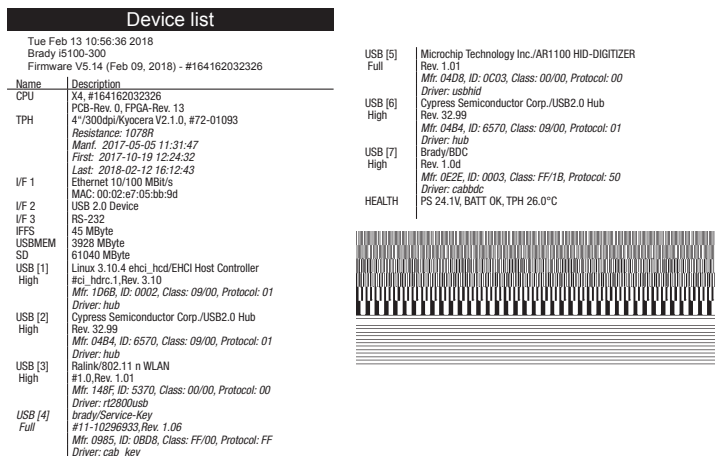 Device list
Tue Feb 13 10:56:36 2018
Brady i5100-300
Firmware V5.14 (Feb 09, 2018) - #164162032326
Name Description
CPU X4, #164162032326
PCB-Rev. 0, FPGA-Rev. 13
TPH 4“/300dpi/Kyocera V2.1.0, #72-01093
Resistance: 1078R
Manf. 2017-05-05 11:31:47
First: 2017-10-19 12:24:32
Last: 2018-02-12 16:12:43
I/F 1 Ethernet 10/100 MBit/s
MAC: 00:02:e7:05:bb:9d
I/F 2 USB 2.0 Device
I/F 3 RS-232
IFFS 45 MByte
USBMEM 3928 MByte
SD 61040 MByte
USB [1] Linux 3.10.4 ehci_hcd/EHCI Host Controller
High #ci_hdrc.1,Rev. 3.10
Mfr. 1D6B, ID: 0002, Class: 09/00, Protocol: 01
Driver: hub
USB [2] Cypress Semiconductor Corp./USB2.0 Hub
High Rev. 32.99
Mfr. 04B4, ID: 6570, Class: 09/00, Protocol: 01
Driver: hub
USB [3] Ralink/802.11 n WLAN
High #1.0,Rev. 1.01
Mfr. 148F, ID: 5370, Class: 00/00, Protocol: 00
Driver: rt2800usb
USB [4] brady/Service-Key
Full #11-10296933,Rev. 1.06
Mfr. 0985, ID: 0BD8, Class: FF/00, Protocol: FF
Driver: cab_key
USB [5] Microchip Technology Inc./AR1100 HID-DIGITIZER
Full Rev. 1.01
Mfr. 04D8, ID: 0C03, Class: 00/00, Protocol: 00
Driver: usbhid
USB [6] Cypress Semiconductor Corp./USB2.0 Hub
High Rev. 32.99
Mfr. 04B4, ID: 6570, Class: 09/00, Protocol: 01
Driver: hub
USB [7] Brady/BDC
High Rev. 1.0d
Mfr. 0E2E, ID: 0003, Class: FF/1B, Protocol: 50
Driver: cabbdc
HEALTH PS 24.1V, BATT OK, TPH 26.0°C